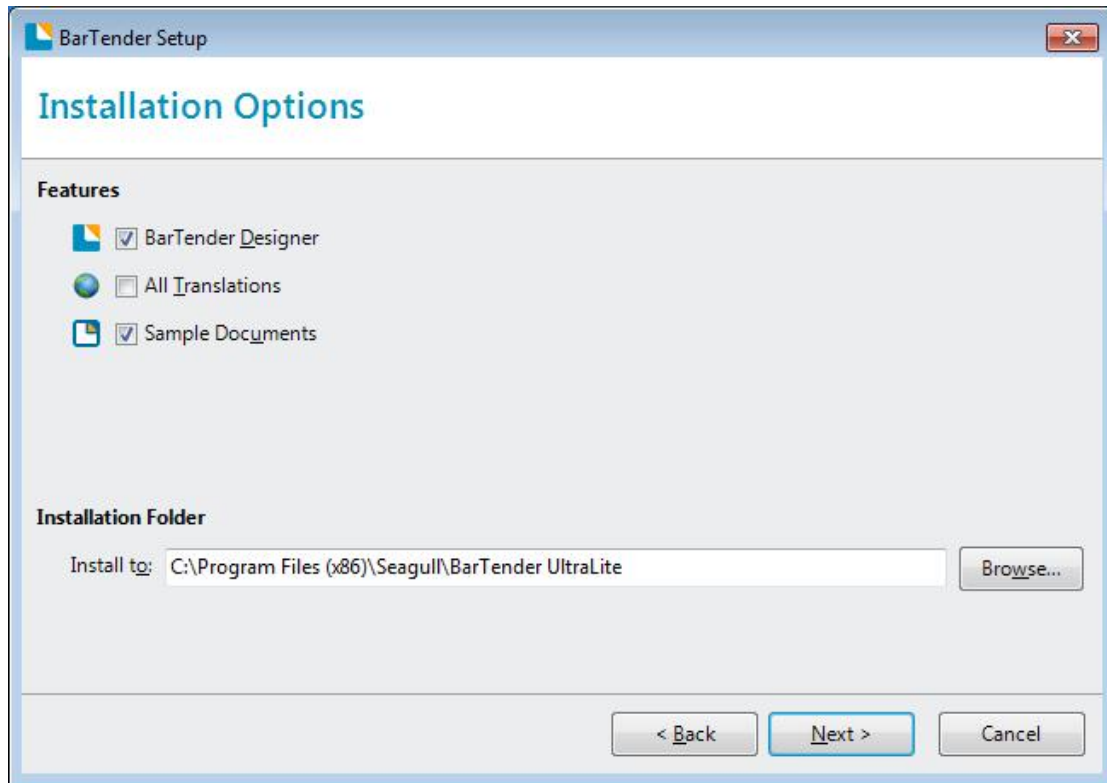 BarTender Setup
Installation Options
Features
BarTender Designer
All Translations
Sample Documents
Installation Folder
Install to: C:\Program Files (x86)\Seagull\BarTender UltraLite Browse...
< Back Next > Cancel